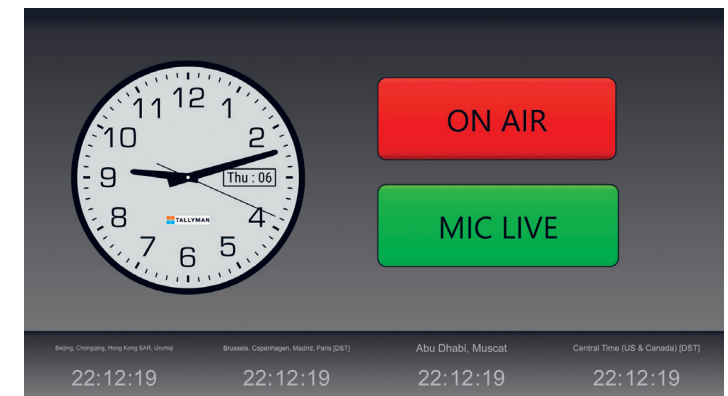 12
1
2
4
5
6
7
8
9
10
11
Thu : 06
TALLYMAN
ON AIR
MIC LIVE
Beijing, Chongqing, Hong Kong SAR, Urumqi
22:12:19
Brussels, Copenhagen, Madrid, Paris [DST]
22:12:19
Abu Dhabi, Muscat
22:12:19
Central Time (US & Canada) [DST]
22:12:19